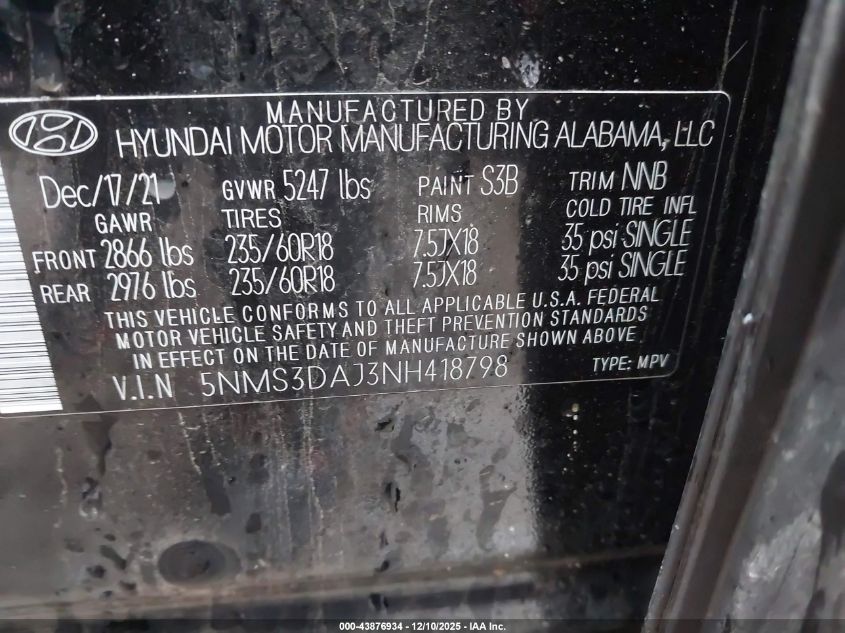 MANUFACTURED BY
HYUNDAI MOTOR MANUFACTURING ALABAMA, LLC
Dec/17/21 GVWR 5247 lbs PAINT S3B TRIM NNB
GAWR TIRES RIMS COLD TIRE INFL
FRONT 2866 lbs 235/60R18 7.5JX18 35 psi SINGLE
REAR 2976 lbs 235/60R18 7.5JX18 35 psi SINGLE
THIS VEHICLE CONFORMS TO ALL APPLICABLE U.S.A. FEDERAL
MOTOR VEHICLE SAFETY AND THEFT PREVENTION STANDARDS
IN EFFECT ON THE DATE OF MANUFACTURE SHOWN ABOVE
V.I.N 5NMS3DAJ3NH418798 TYPE: MPV
000-43876934 - 12/10/2025 - IAA Inc.